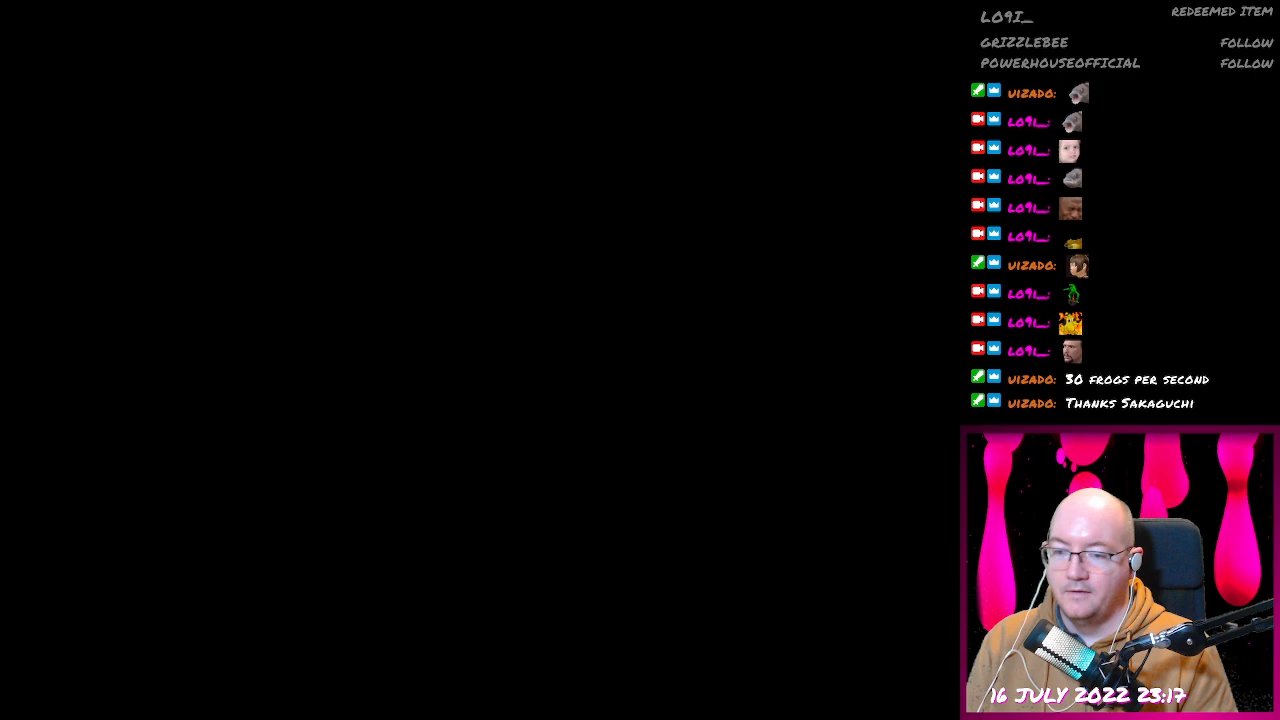 LO9I_ REDEEMED ITEM
GRIZZLEBEE FOLLOW
POWERHOUSEOFFICIAL FOLLOW
VIZADO:
LO9I_:
LO9I_:
LO9I_:
LO9I_:
LO9I_:
VIZADO:
LO9I_:
LO9I_:
LO9I_:
VIZADO: 30 FROGS PER SECOND
VIZADO: THANKS SAKAGUCHI
16 JULY 2022 23:17